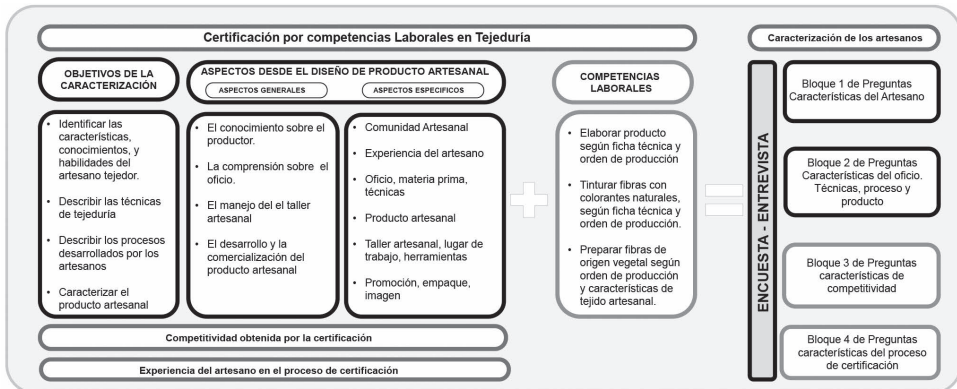 Certificación por competencias Laborales en Tejeduría
Caracterización de los artesanos
OBJETIVOS DE LA
CARACTERIZACIÓN
ASPECTOS DESDE EL DISEÑO DE PRODUCTO ARTESANAL
ASPECTOS GENERALES
ASPECTOS ESPECIFICOS
COMPETENCIAS
LABORALES
• Identificar las
características,
conocimientos, y
habilidades del
artesano tejedor.
• Describir las técnicas
de tejeduría
• Describir los procesos
desarrollados por los
artesanos
• Caracterizar el
producto artesanal
• El conocimiento sobre el
productor.
• La comprensión sobre el
oficio.
• El manejo del el taller
artesanal
• El desarrollo y la
comercialización del
producto artesanal
• Comunidad Artesanal
• Experiencia del artesano
• Oficio, materia prima,
técnicas
• Producto artesanal
• Taller artesanal, lugar de
trabajo, herramientas
• Promoción, empaque,
imagen
• Elaborar producto
según ficha técnica y
orden de producción
• Tinturar fibras con
colorantes naturales,
según ficha técnica y
orden de producción.
• Preparar fibras de
origen vegetal según
orden de producción
y características de
tejido artesanal.
ENCUESTA - ENTREVISTA
Bloque 1 de Preguntas
Características del Artesano
Bloque 2 de Preguntas
Características del oficio.
Técnicas, proceso y
producto
Bloque 3 de Preguntas
características de
competitividad
Bloque 4 de Preguntas
características del proceso
de certificación
Competitividad obtenida por la certificación
Experiencia del artesano en el proceso de certificación